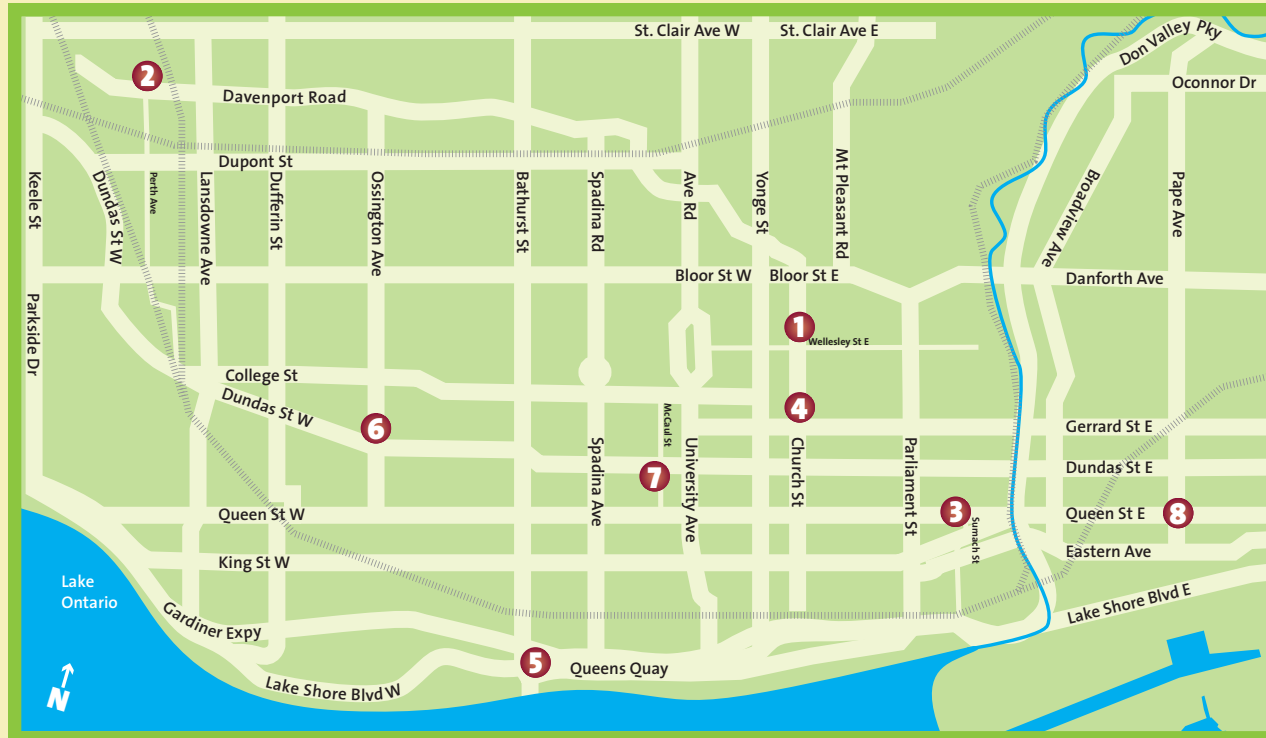 St. Clair Ave W
St. Clair Ave E
Don Valley Pky
2
Oconnor Dr
Davenport Road
Dupont St
Keele St
Dundas St W
Perth Ave
Lansdowne Ave
Dufferin St
Ossington Ave
Bathurst St
Spadina Rd
Ave Rd
Yonge St
Mt Pleasant Rd
Broadview Ave
Pape Ave
Bloor St W
Bloor St E
Danforth Ave
Parkside Dr
1
Wellesley St E
College St
Dundas St W
4
6
McCaul St
Gerrard St E
Spadina Ave
University Ave
Church St
Parliament St
7
Dundas St E
Queen St W
3
Sumach St
Queen St E
8
King St W
Eastern Ave
Lake
Ontario
Gardiner Expy
Lake Shore Blvd E
5
Queens Quay
Lake Shore Blvd W
N